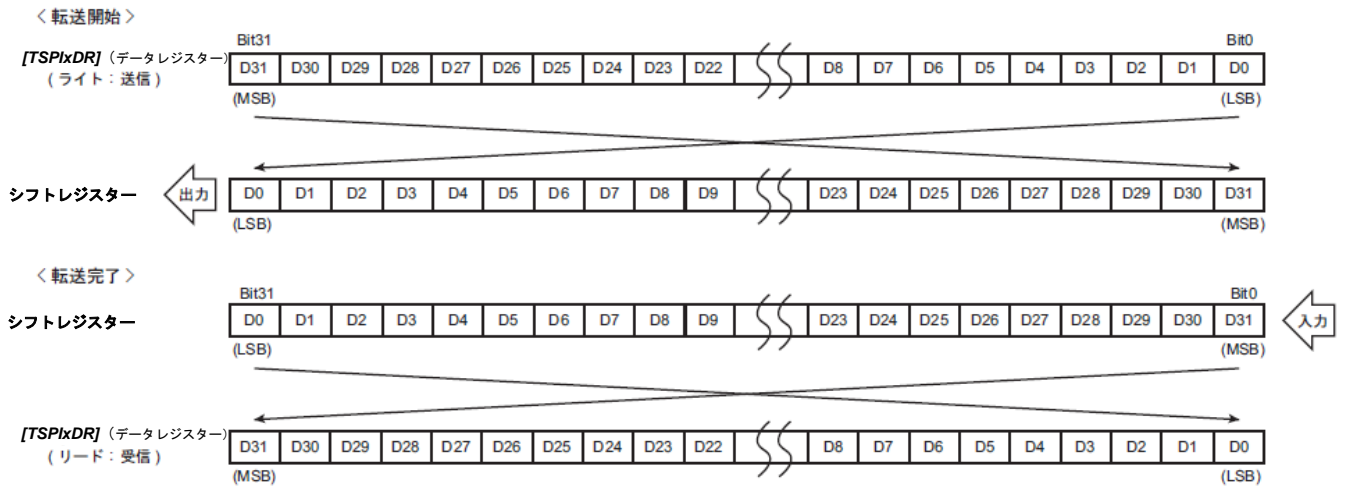 ＜転送開始＞
Bit31 Bit0
[TSPIxDR]（データレジスター）
D31 D30 D29 D28 D27 D26 D25 D24 D23 D22 D8 D7 D6 D5 D4 D3 D2 D1 D0
(ライト：送信)
(MSB) (LSB)
シフトレジスター 出力 D0 D1 D2 D3 D4 D5 D6 D7 D8 D9 D23 D24 D25 D26 D27 D28 D29 D30 D31
(LSB) (MSB)
＜転送完了＞
Bit31 Bit0
シフトレジスター D0 D1 D2 D3 D4 D5 D6 D7 D8 D9 D23 D24 D25 D26 D27 D28 D29 D30 D31 入力
(LSB) (MSB)
[TSPIxDR]（データレジスター）
D31 D30 D29 D28 D27 D26 D25 D24 D23 D22 D8 D7 D6 D5 D4 D3 D2 D1 D0
(リード：受信)
(MSB) (LSB)